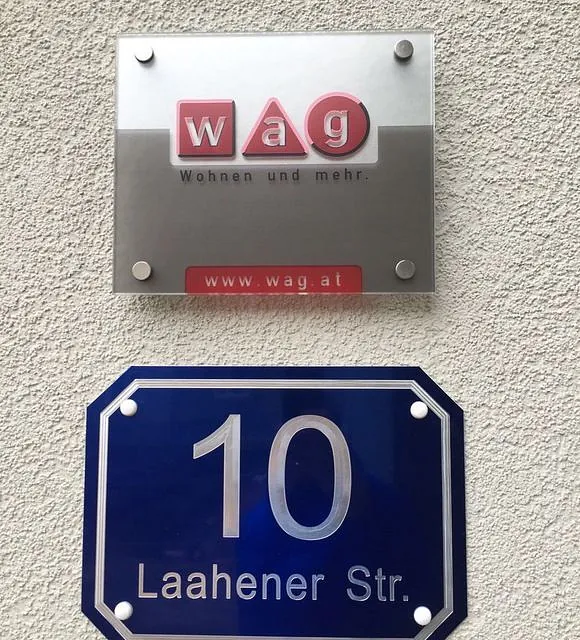 wag
Wohnen und mehr.
www.wag.at
10
Laahener Str.